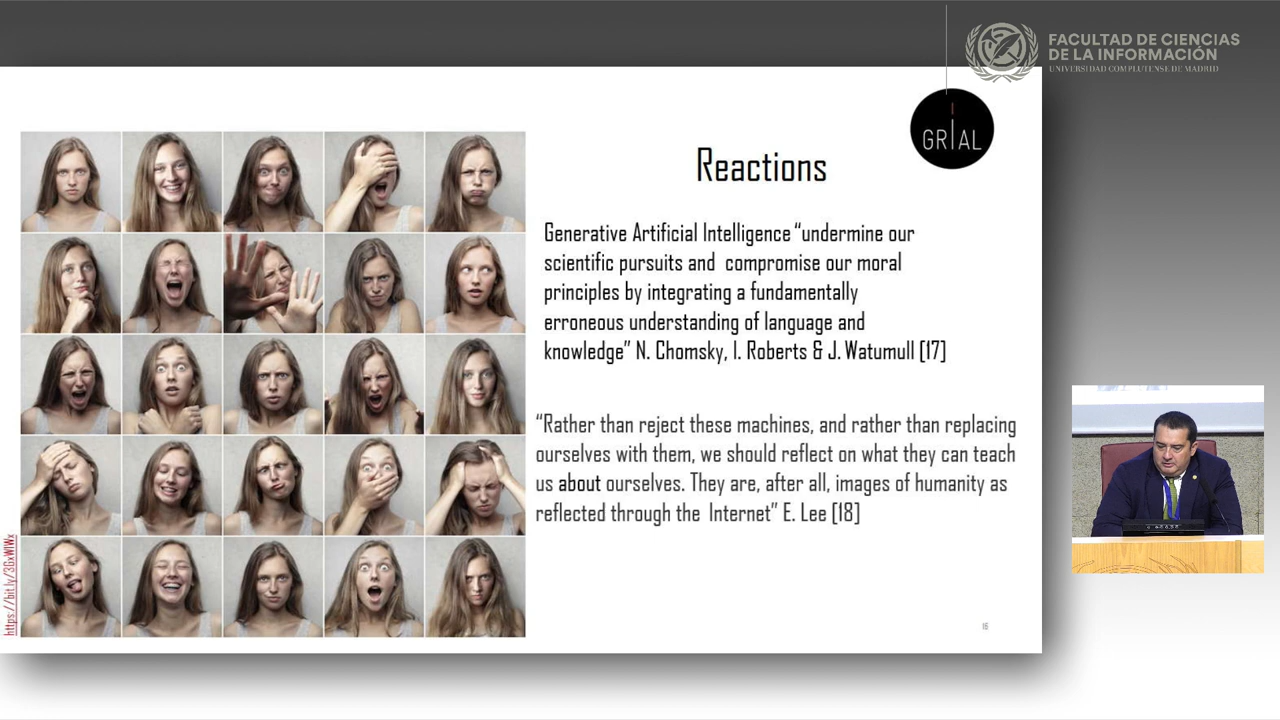 FACULTAD DE CIENCIAS
DE LA INFORMACIÓN
UNIVERSIDAD COMPLUTENSE DE MADRID
GRIAL
Reactions
Generative Artificial Intelligence “undermine our
scientific pursuits and compromise our moral
principles by integrating a fundamentally
erroneous understanding of language and
knowledge” N. Chomsky, I. Roberts & J. Watumull [17]
“Rather than reject these machines, and rather than replacing
ourselves with them, we should reflect on what they can teach
us about ourselves. They are, after all, images of humanity as
reflected through the Internet” E. Lee [18]
https://bit.ly/3GxWIWx
16